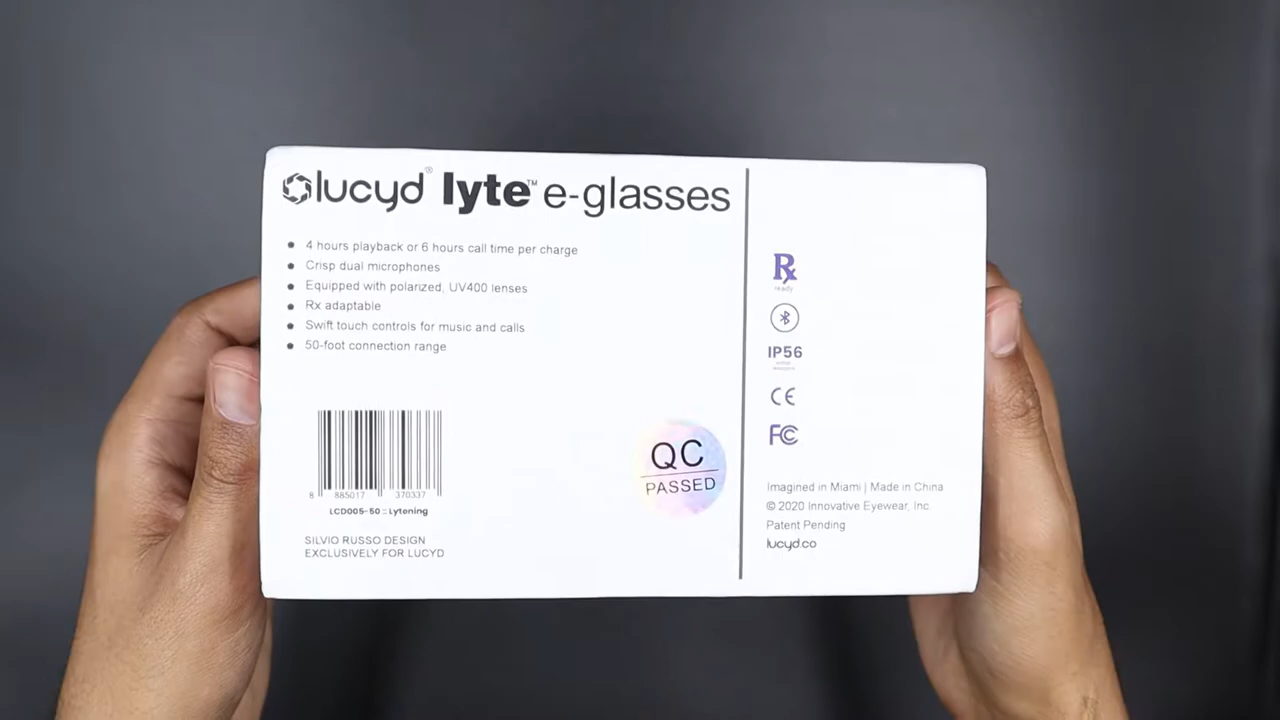 lucyd® lyte™ e-glasses
4 hours playback or 6 hours call time per charge
Crisp dual microphones
Equipped with polarized, UV400 lenses
Rx adaptable
Swift touch controls for music and calls
50-foot connection range
8 885017 370337
LCD005-50 :: Lytening
SILVIO RUSSO DESIGN
EXCLUSIVELY FOR LUCYD
QC
PASSED
Rx
ready
IP56
CE
FC
Imagined in Miami | Made in China
© 2020 Innovative Eyewear, Inc.
Patent Pending
lucyd.co